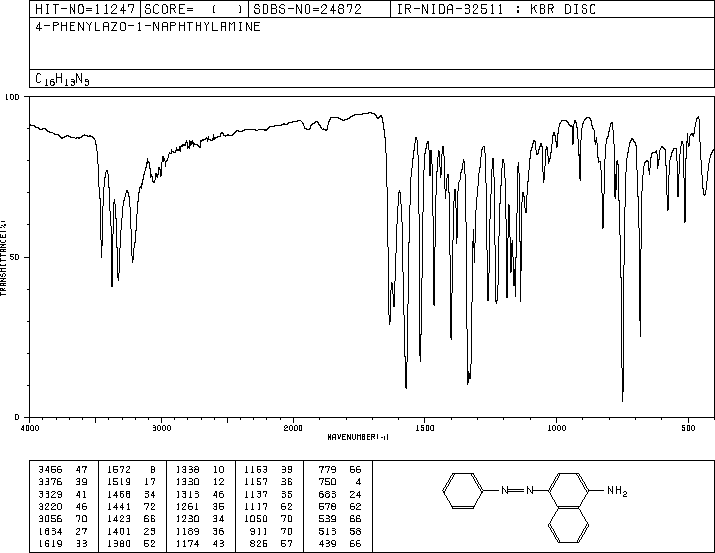 HIT-NO=11247 SCORE= ( ) SDBS-NO=24872 IR-NIDA-32511 : KBR DISC
4-PHENYLAZO-1-NAPHTHYLAMINE
C16H13N3
100
50
0
TRANSMITTANCE(%)
4000 3000 2000 1500 1000 500
WAVENUMBER(-1)
3466 47 1572 8 1338 10 1163 39 779 66
3376 39 1519 17 1330 12 1157 36 750 4
3329 41 1468 34 1313 46 1137 35 683 24
3220 46 1441 72 1261 35 1117 62 678 62
3056 70 1423 66 1230 34 1050 70 539 66
1634 27 1401 29 1189 36 911 70 513 58
1619 33 1380 62 1174 43 826 57 439 66
N=N NH2